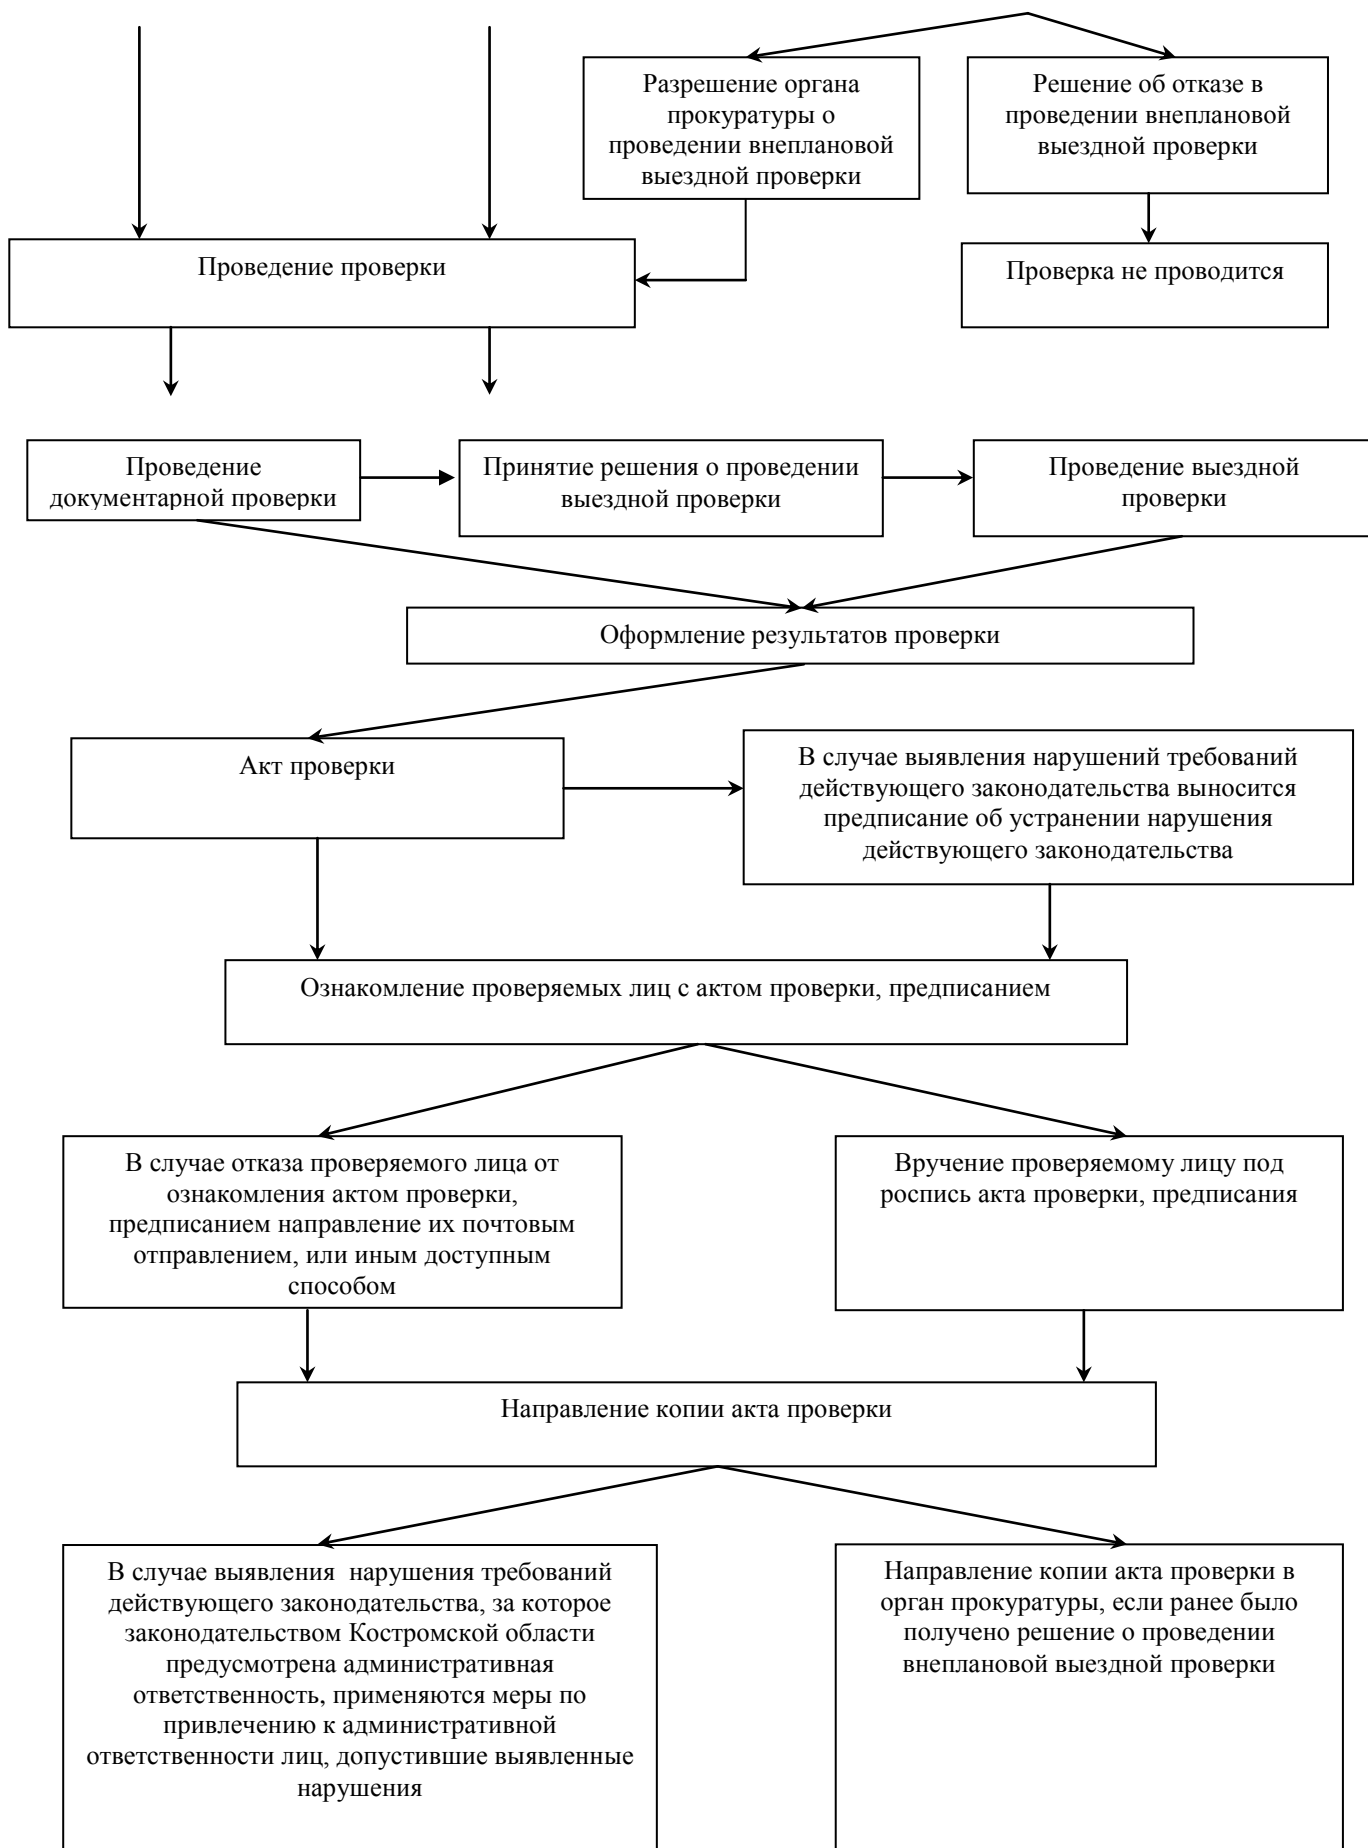 Разрешение органа
прокуратуры о
проведении внеплановой
выездной проверки
Решение об отказе в
проведении внеплановой
выездной проверки
Проведение проверки
Проверка не проводится
Проведение
документарной проверки
Принятие решения о проведении
выездной проверки
Проведение выездной
проверки
Оформление результатов проверки
Акт проверки
В случае выявления нарушений требований
действующего законодательства выносится
предписание об устранении нарушения
действующего законодательства
Ознакомление проверяемых лиц с актом проверки, предписанием
В случае отказа проверяемого лица от
ознакомления актом проверки,
предписанием направление их почтовым
отправлением, или иным доступным
способом
Вручение проверяемому лицу под
роспись акта проверки, предписания
Направление копии акта проверки
В случае выявления нарушения требований
действующего законодательства, за которое
законодательством Костромской области
предусмотрена административная
ответственность, применяются меры по
привлечению к административной
ответственности лиц, допустившие выявленные
нарушения
Направление копии акта проверки в
орган прокуратуры, если ранее было
получено решение о проведении
внеплановой выездной проверки